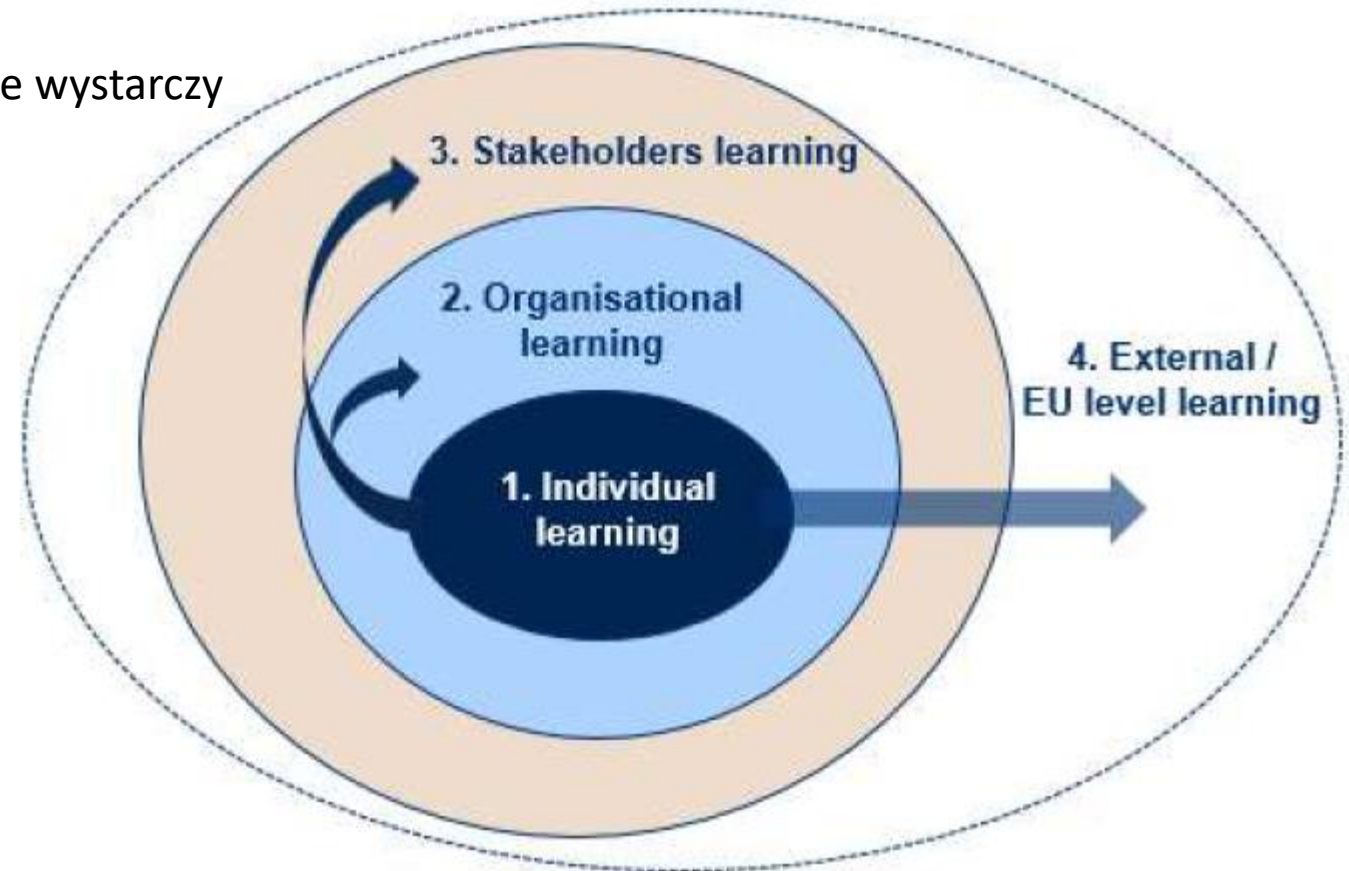 e wystarczy
3. Stakeholders learning
2. Organisational
learning
4. External /
EU level learning
1. Individual
learning